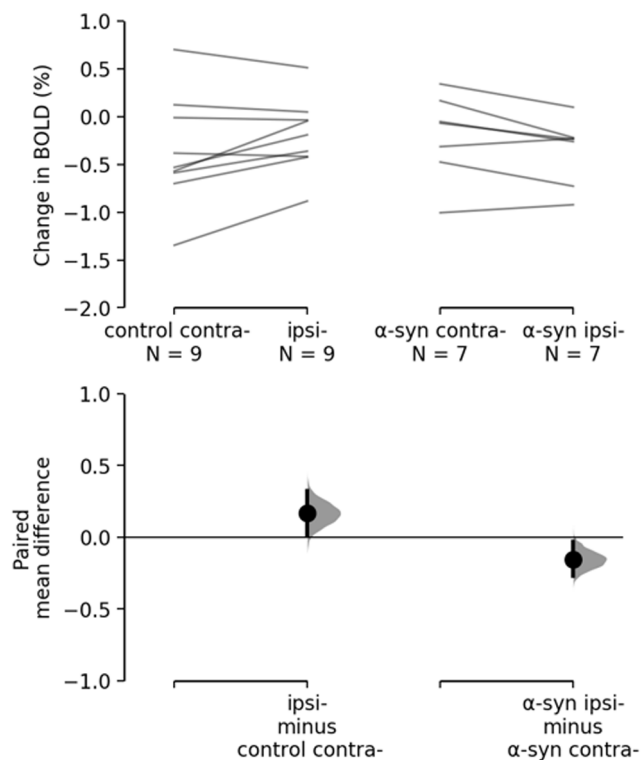 Change in BOLD (%)
1.0
0.5
0.0
−0.5
−1.0
−1.5
−2.0
control contra-
N = 9
ipsi-
N = 9
α-syn contra-
N = 7
α-syn ipsi-
N = 7
Paired
mean difference
1.0
0.5
0.0
−0.5
−1.0
ipsi-
minus
control contra-
α-syn ipsi-
minus
α-syn contra-